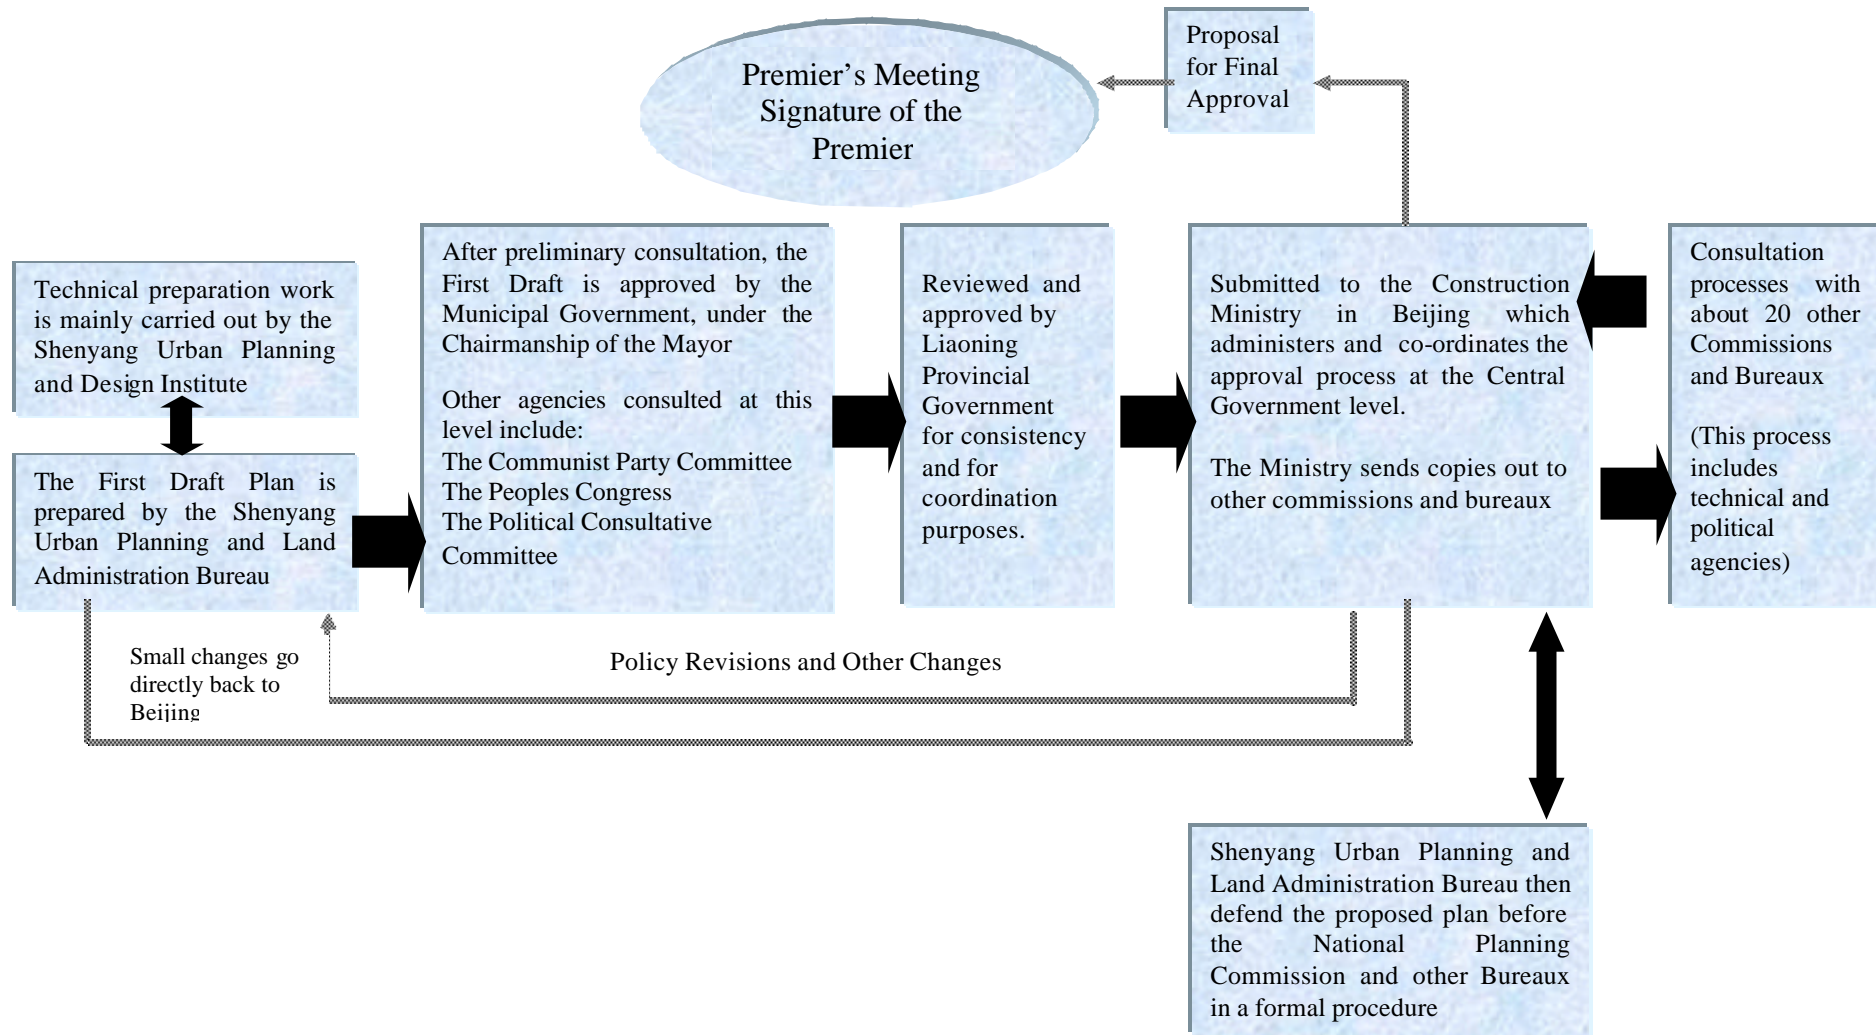 Premier’s Meeting
Signature of the
Premier
Proposal
for Final
Approval
Technical preparation work
is mainly carried out by the
Shenyang Urban Planning
and Design Institute
The First Draft Plan is
prepared by the Shenyang
Urban Planning and Land
Administration Bureau
After preliminary consultation, the
First Draft is approved by the
Municipal Government, under the
Chairmanship of the Mayor
Other agencies consulted at this
level include:
The Communist Party Committee
The Peoples Congress
The Political Consultative
Committee
Reviewed and
approved by
Liaoning
Provincial
Government
for consistency
and for
coordination
purposes.
Submitted to the Construction
Ministry in Beijing which
administers and co-ordinates the
approval process at the Central
Government level.
The Ministry sends copies out to
other commissions and bureaux
Consultation
processes with
about 20 other
Commissions
and Bureaux
(This process
includes
technical and
political
agencies)
Small changes go
directly back to
Beijing
Policy Revisions and Other Changes
Shenyang Urban Planning and
Land Administration Bureau then
defend the proposed plan before
the National Planning
Commission and other Bureaux
in a formal procedure